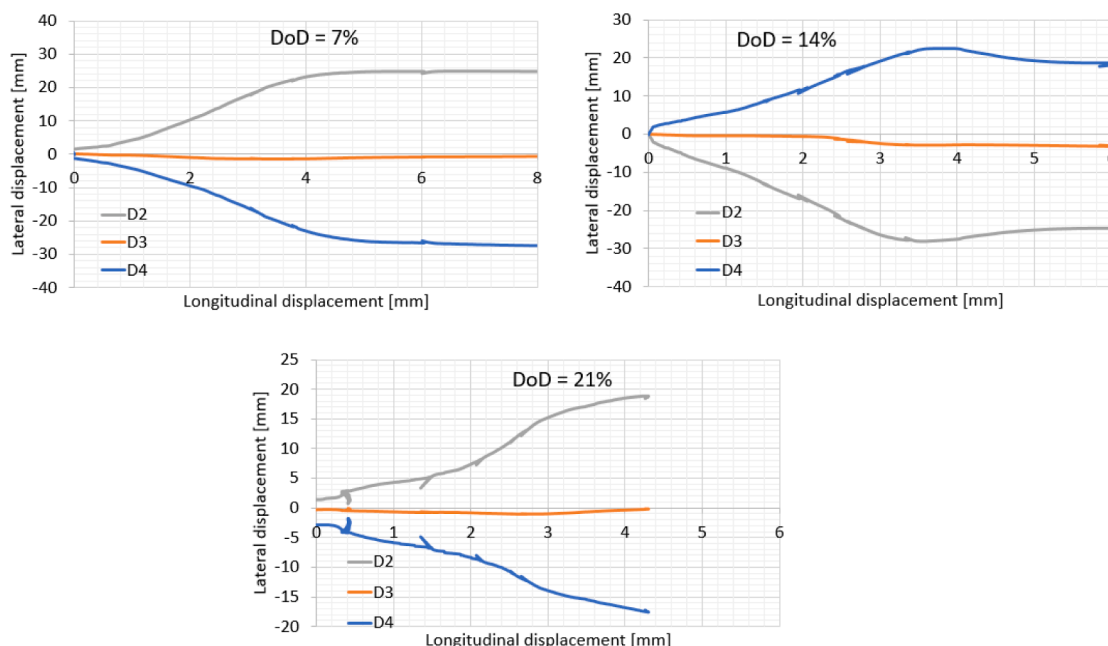 DoD = 7%
Lateral displacement [mm]
40
30
20
10
0
-10
-20
-30
-40
0
2
4
6
8
D2
D3
D4
Longitudinal displacement [mm]
DoD = 14%
Lateral displacement [mm]
30
20
10
0
-10
-20
-30
-40
0
1
2
3
4
5
D2
D3
D4
Longitudinal displacement [mm]
DoD = 21%
Lateral displacement [mm]
25
20
15
10
5
0
-5
-10
-15
-20
0
1
2
3
4
5
6
D2
D3
D4
Longitudinal displacement [mm]